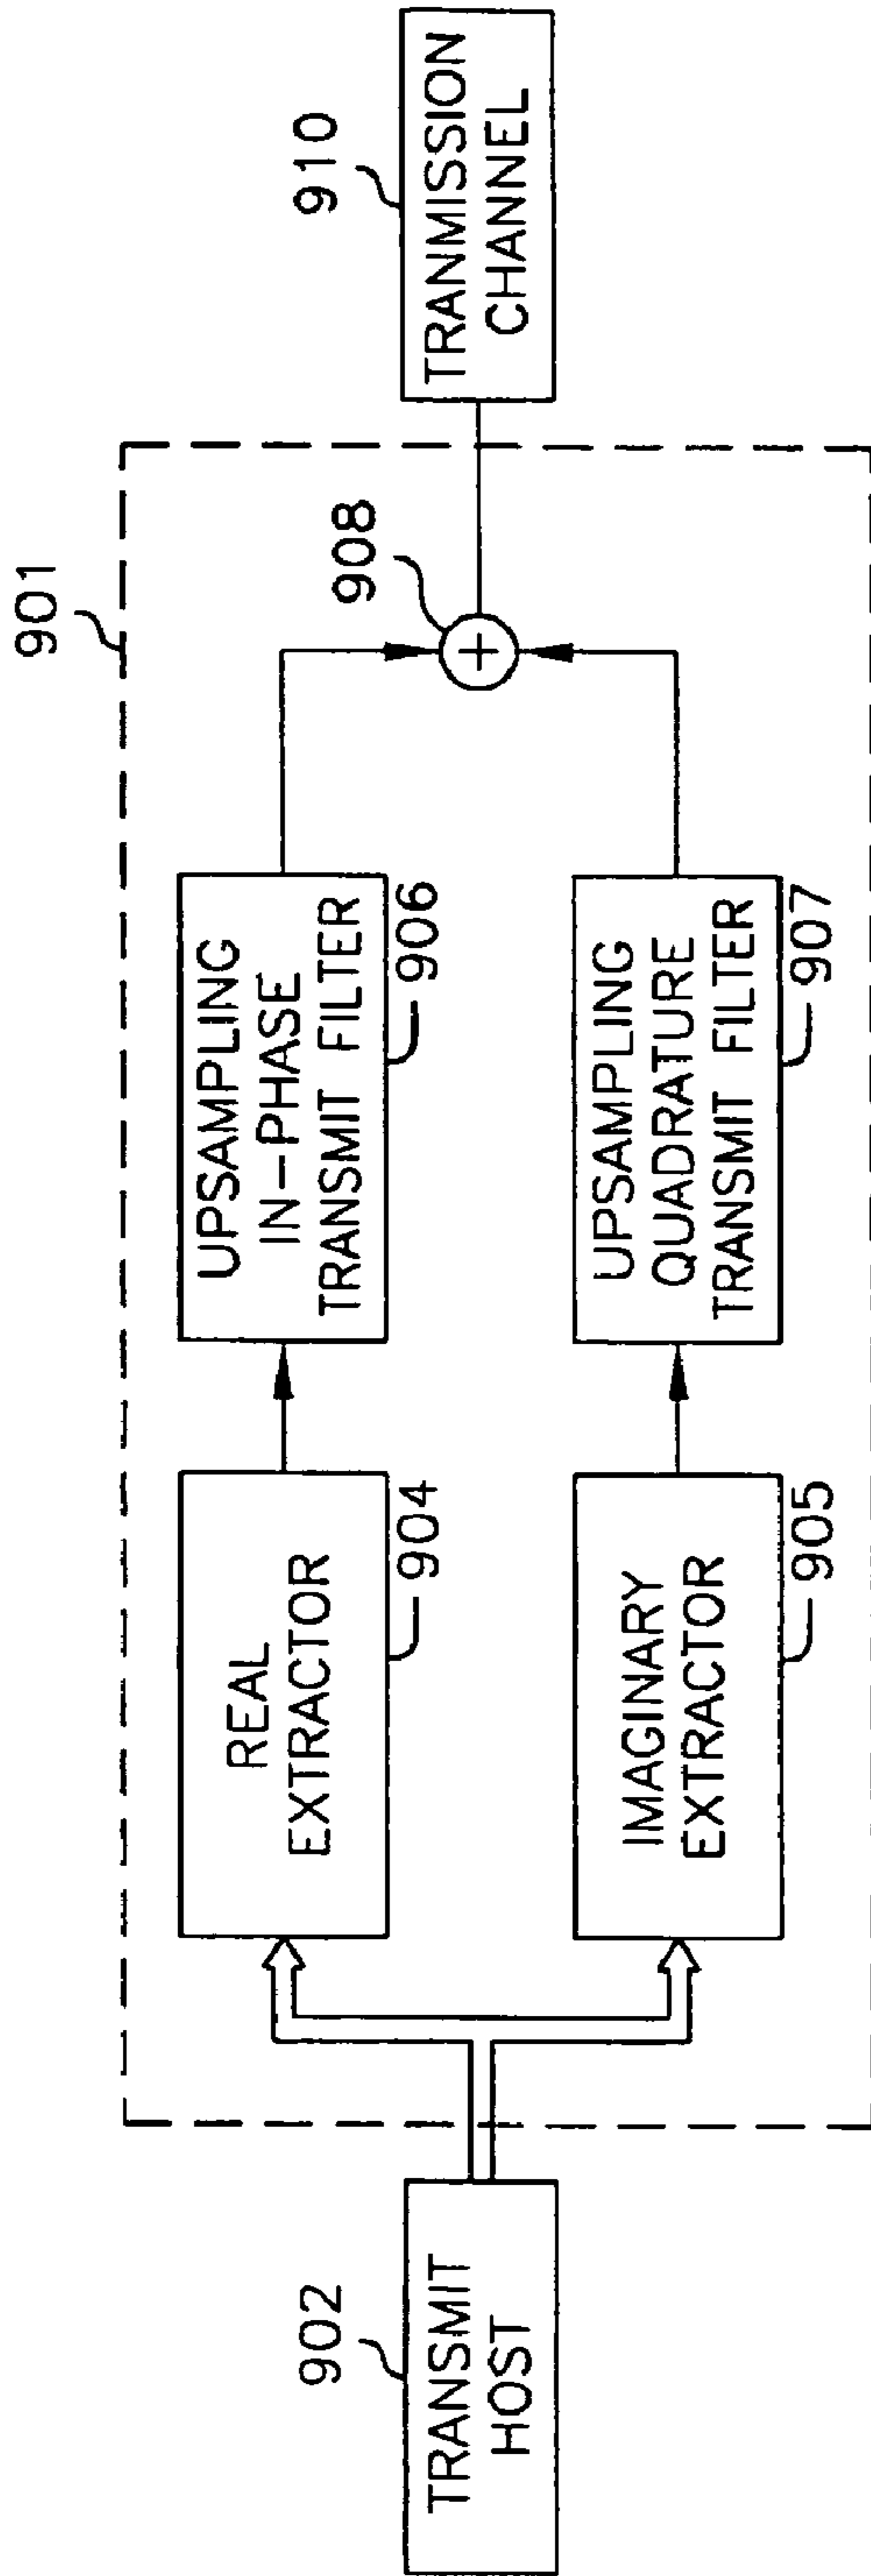 901
902
TRANSMIT
HOST
REAL
EXTRACTOR
904
UPSAMPLING
IN-PHASE
TRANSMIT FILTER
906
IMAGINARY
EXTRACTOR
905
UPSAMPLING
QUADRATURE
TRANSMIT FILTER
907
908
+
910
TRANMISSION
CHANNEL